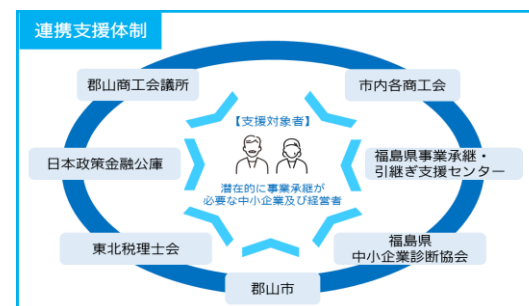 連携支援体制
郡山商工会議所
市内各商工会
【支援対象者】
日本政策金融公庫
福島県事業承継・
引継ぎ支援センター
潜在的に事業承継が
必要な中小企業及び経営者
東北税理士会
福島県
中小企業診断協会
郡山市